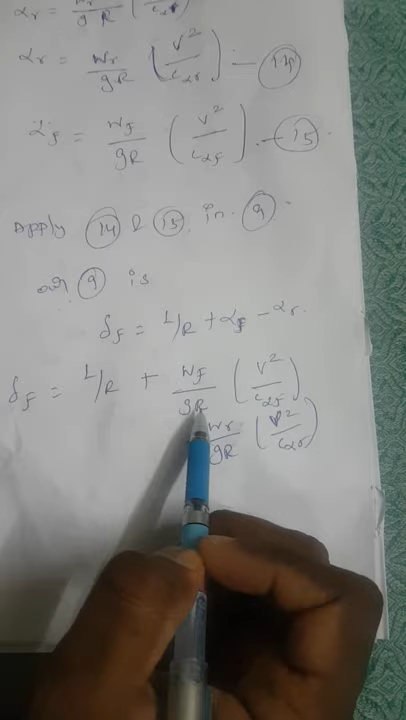 αr = Wr/gR (V²/Cαr) — (14)
αf = Wf/gR (V²/Cαf) — (15)
Apply (14) & (15) in (9)
(9) is
δf = L/R + αf - αr
δf = L/R + Wf/gR (V²/Cαf)
Wr/gR (V²/Cαr)